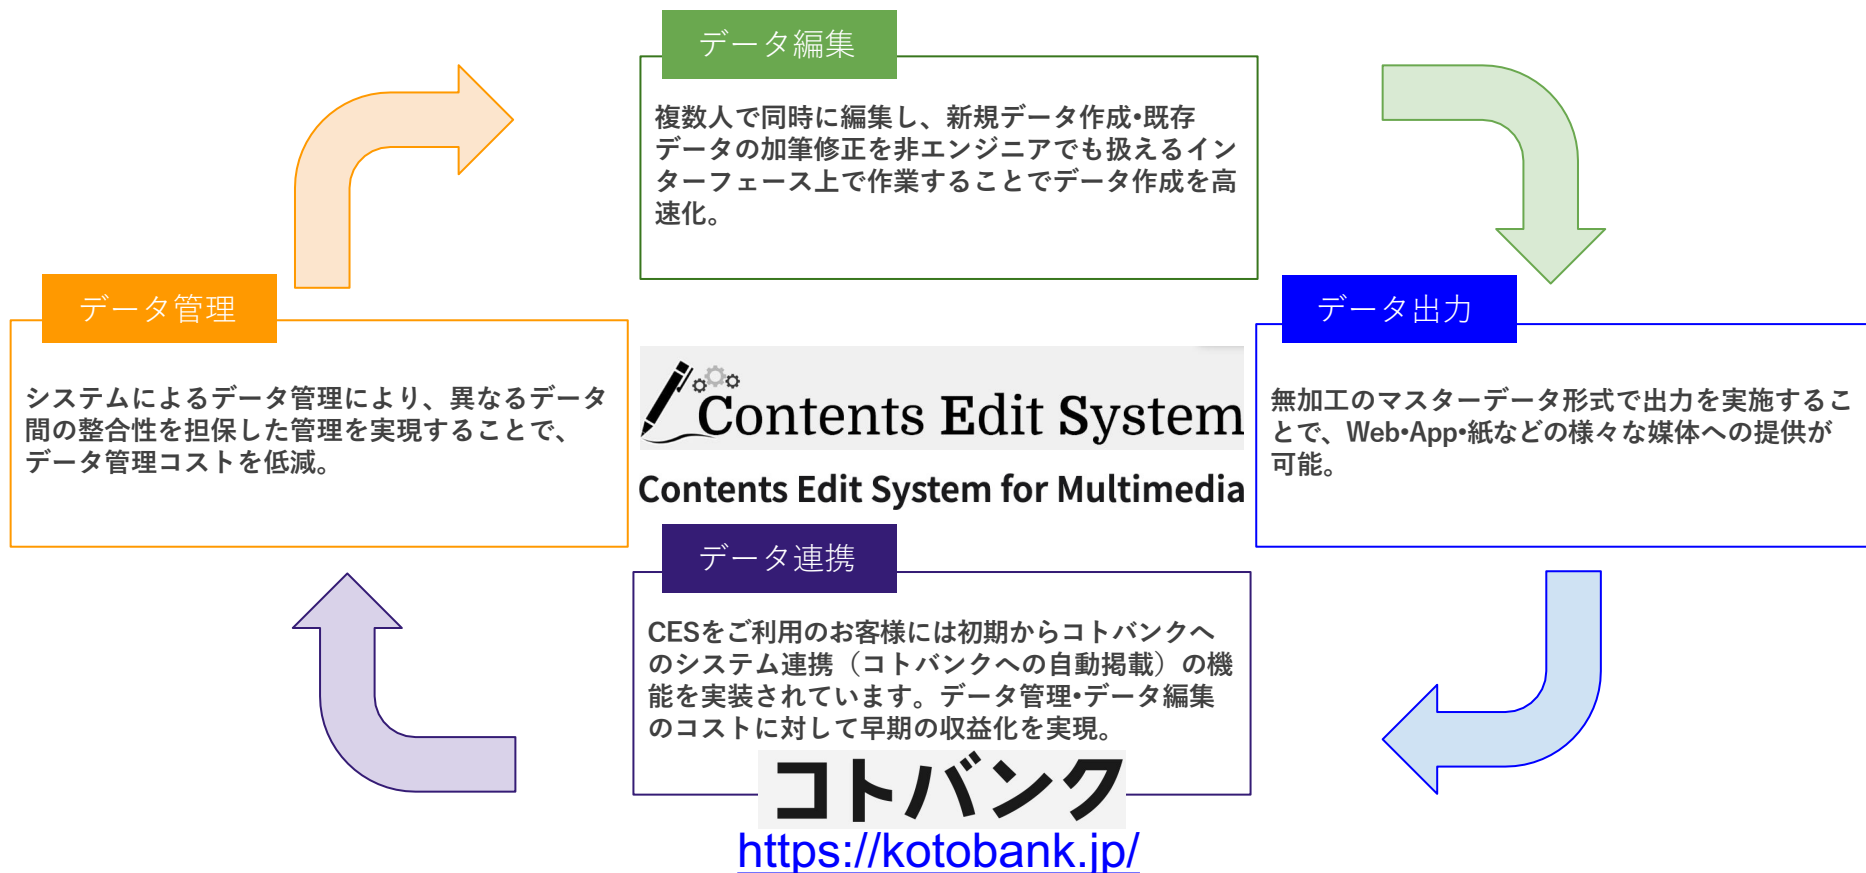 データ編集
複数人で同時に編集し、新規データ作成•既存
データの加筆修正を非エンジニアでも扱えるイン
ターフェース上で作業することでデータ作成を高
速化。
データ管理
システムによるデータ管理により、異なるデータ
間の整合性を担保した管理を実現することで、
データ管理コストを低減。
データ出力
無加工のマスターデータ形式で出力を実施するこ
とで、Web•App•紙などの様々な媒体への提供が
可能。
Contents Edit System
Contents Edit System for Multimedia
データ連携
CESをご利用のお客様には初期からコトバンクへ
のシステム連携（コトバンクへの自動掲載）の機
能を実装されています。データ管理•データ編集
のコストに対して早期の収益化を実現。
コトバンク
https://kotobank.jp/